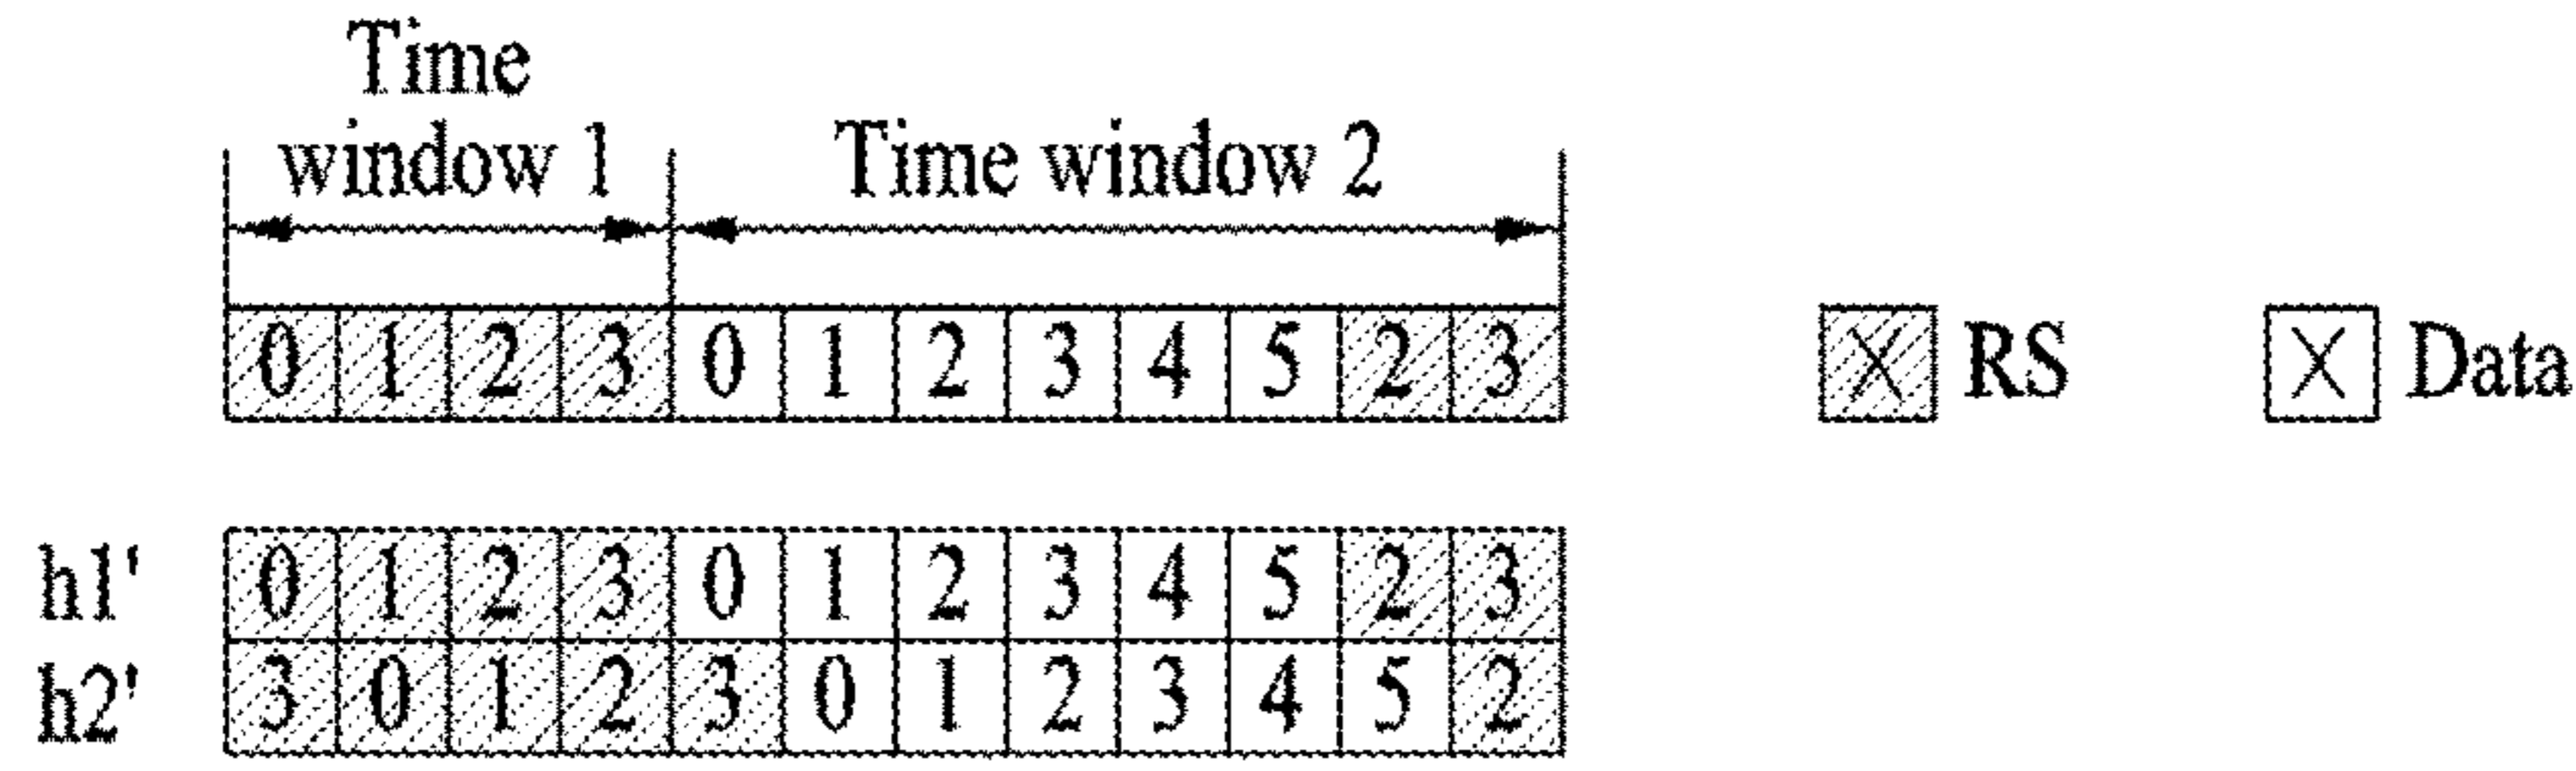 Time
window 1 Time window 2
0 1 2 3 0 1 2 3 4 5 2 3 X RS X Data
h1' 0 1 2 3 0 1 2 3 4 5 2 3
h2' 3 0 1 2 3 0 1 2 3 4 5 2